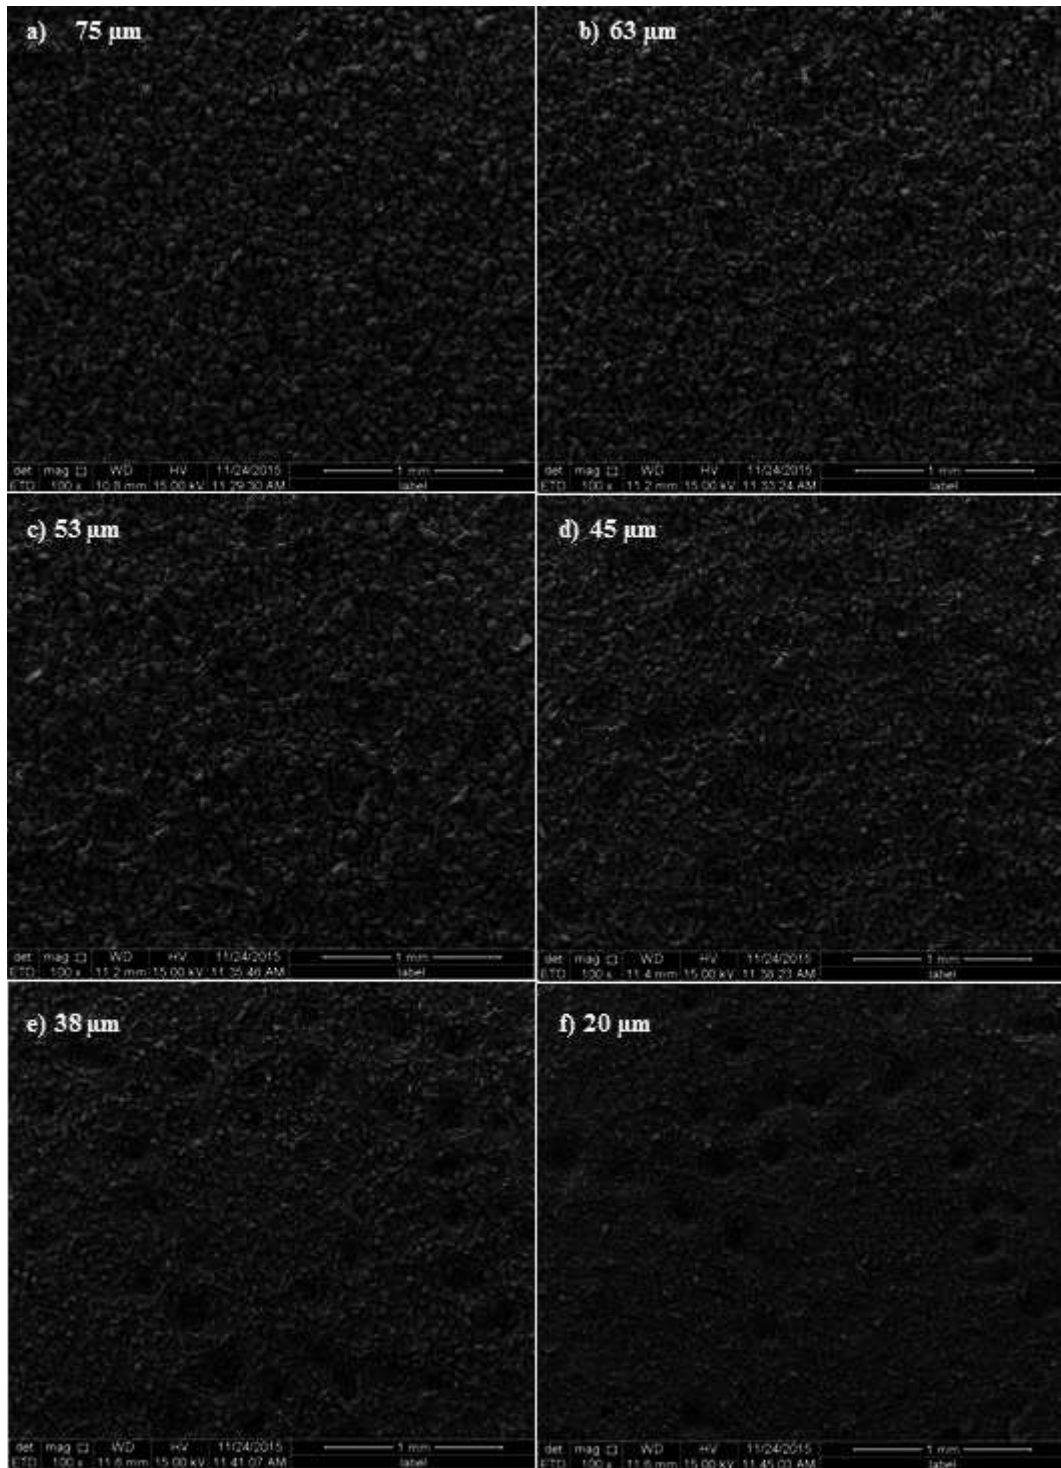 a) 75 μm
b) 63 μm
det mag □ WD HV 11/24/2015 1 mm
ETD 100 x 10.8 mm 15.00 kV 11:29:30 AM label
det mag □ WD HV 11/24/2015 1 mm
ETD 100 x 11.2 mm 15.00 kV 11:33:24 AM label
c) 53 μm
d) 45 μm
det mag □ WD HV 11/24/2015 1 mm
ETD 100 x 11.2 mm 15.00 kV 11:35:46 AM label
det mag □ WD HV 11/24/2015 1 mm
ETD 100 x 11.4 mm 15.00 kV 11:38:23 AM label
e) 38 μm
f) 20 μm
det mag □ WD HV 11/24/2015 1 mm
ETD 100 x 11.6 mm 15.00 kV 11:41:07 AM label
det mag □ WD HV 11/24/2015 1 mm
ETD 100 x 11.6 mm 15.00 kV 11:45:03 AM label